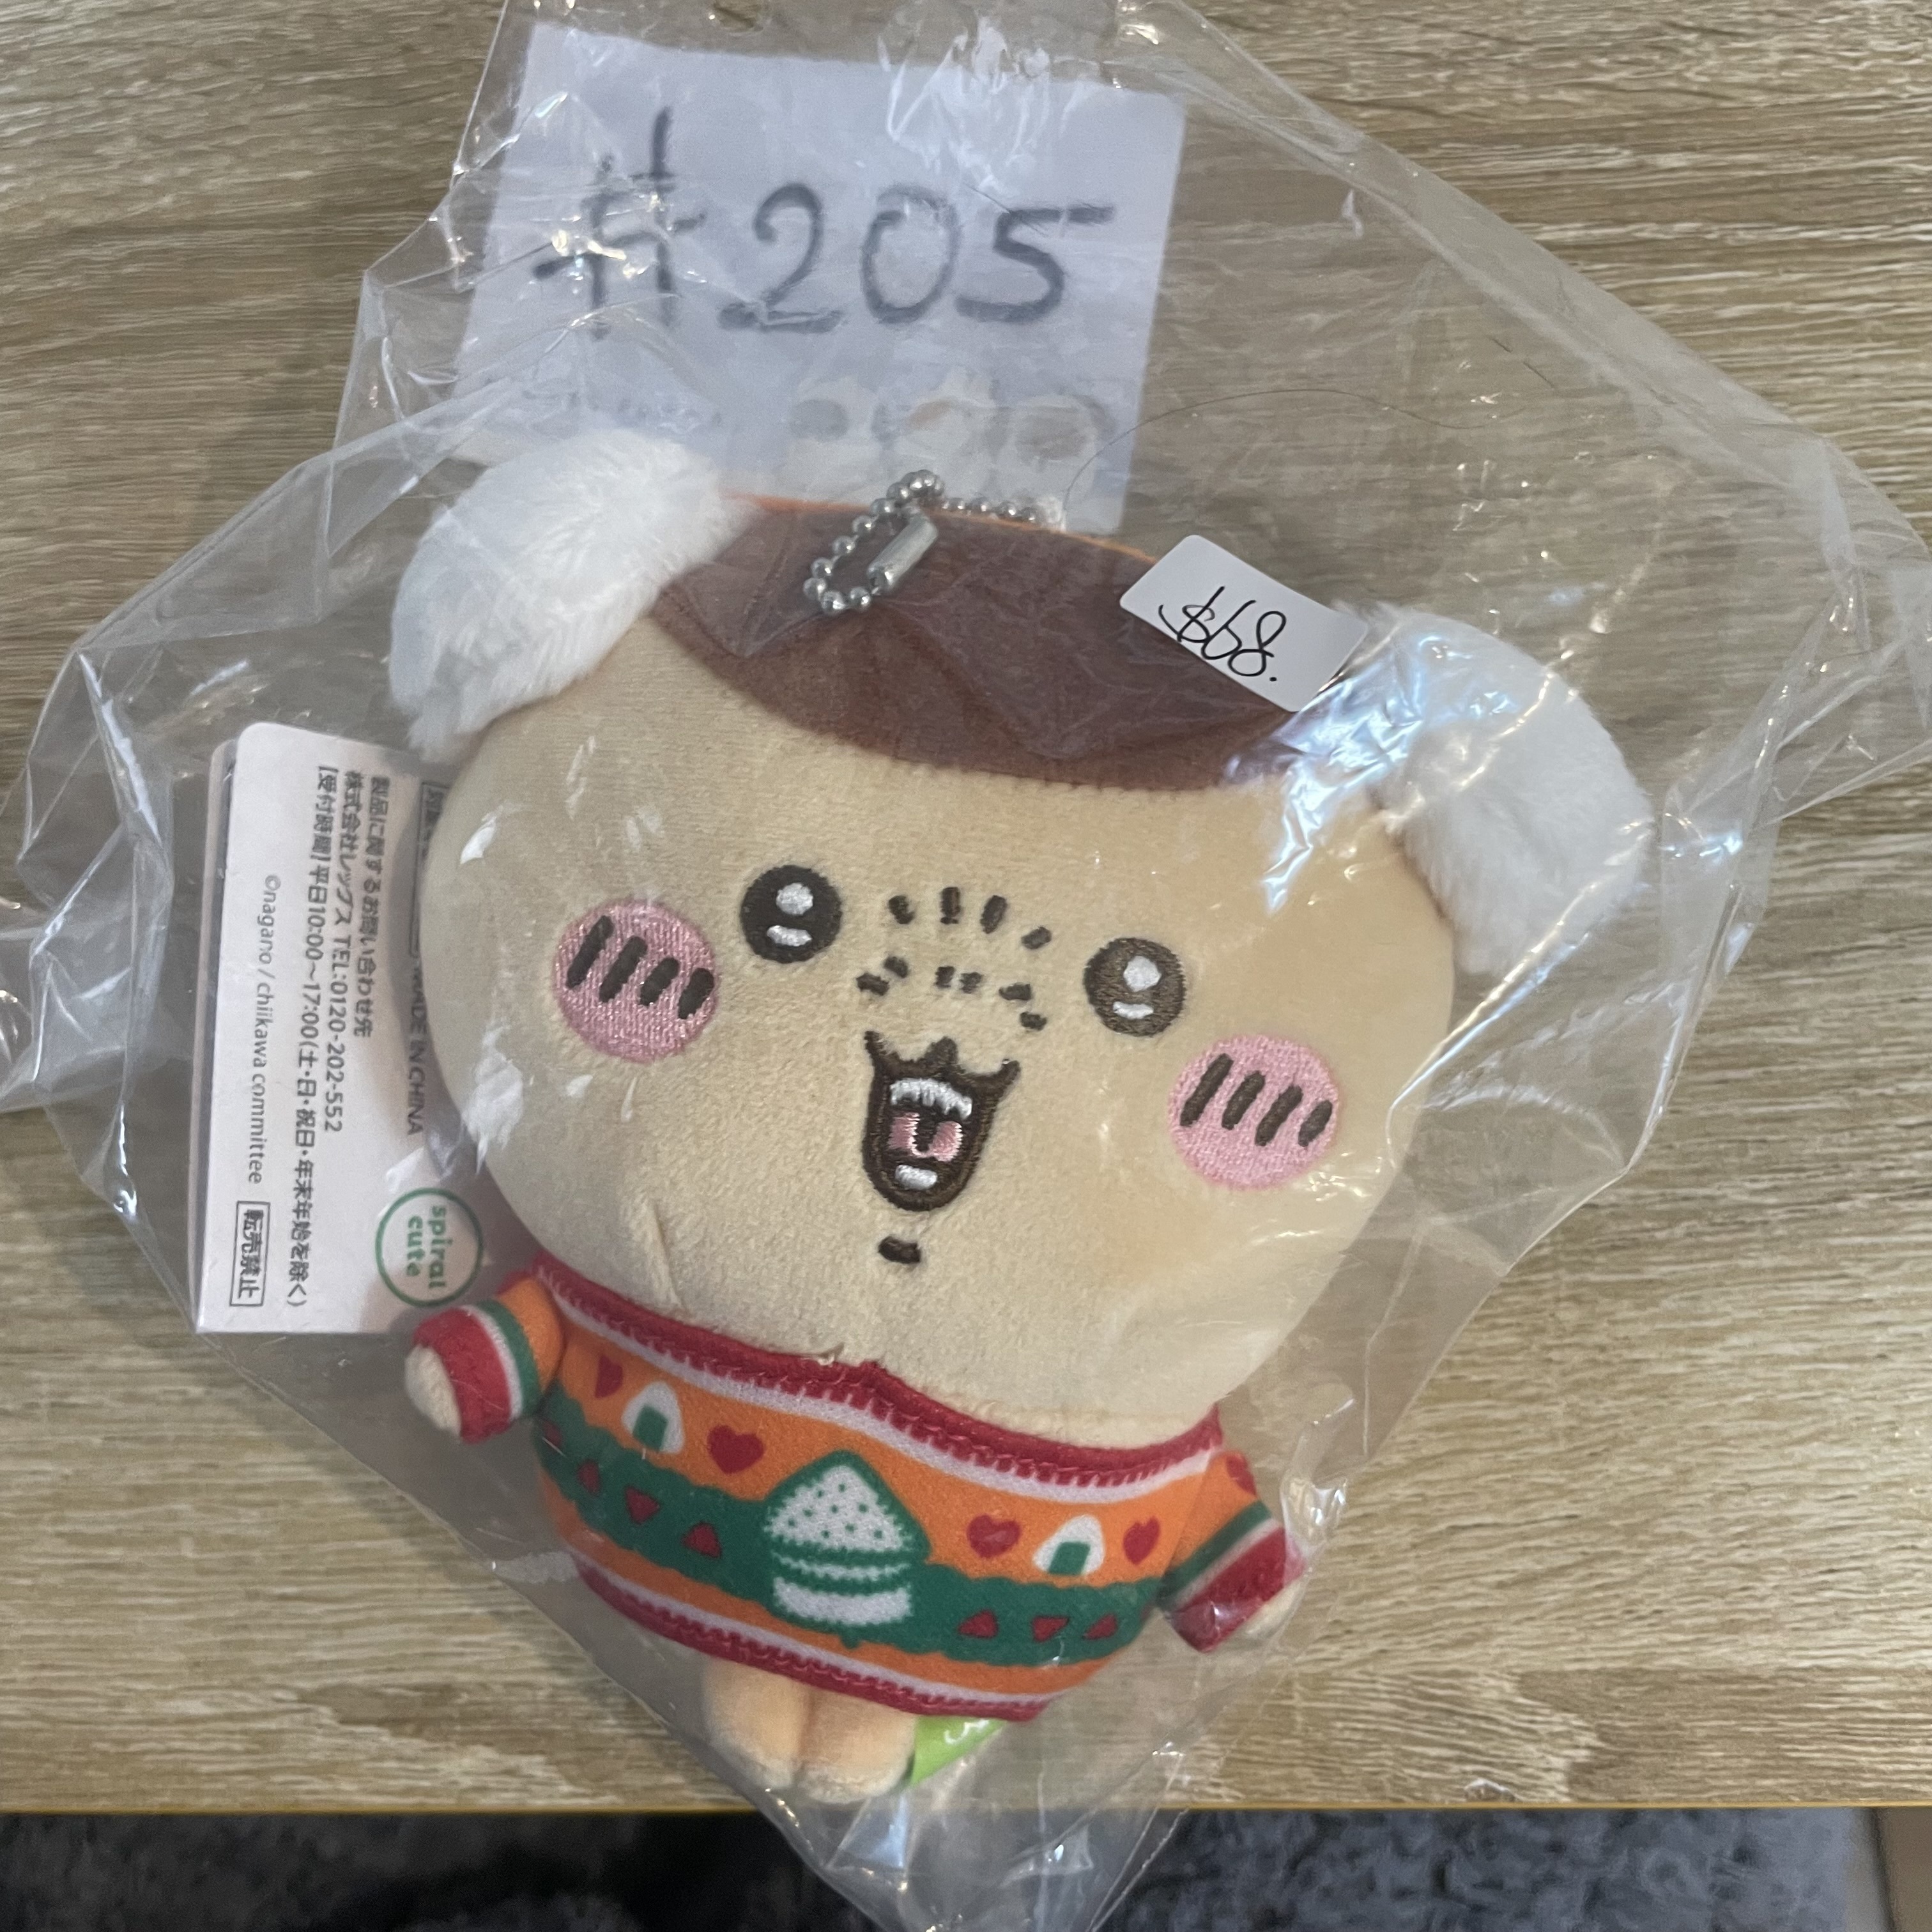 #205
$68.
製品に関するお問い合わせ先
株式会社レッグス TEL:0120-202-552
[受付時間]平日10:00～17:00(土・日・祝日・年末年始を除く)
©nagano / chiikawa committee
転売禁止
MADE IN CHINA
spiral
cute